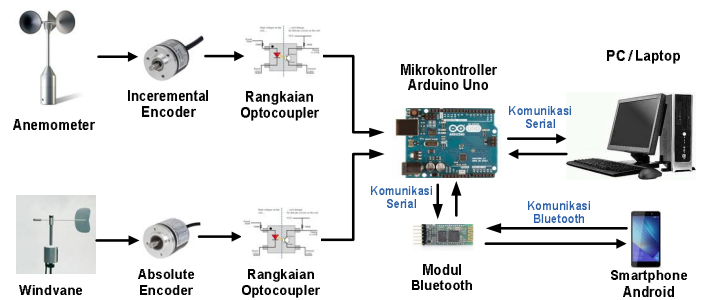 Anemometer
Inceremental
Encoder
Rangkaian
Optocoupler
Mikrokontroller
Arduino Uno
PC / Laptop
Komunikasi
Serial
Komunikasi
Serial
Komunikasi
Bluetooth
Windvane
Absolute
Encoder
Rangkaian
Optocoupler
Modul
Bluetooth
Smartphone
Android